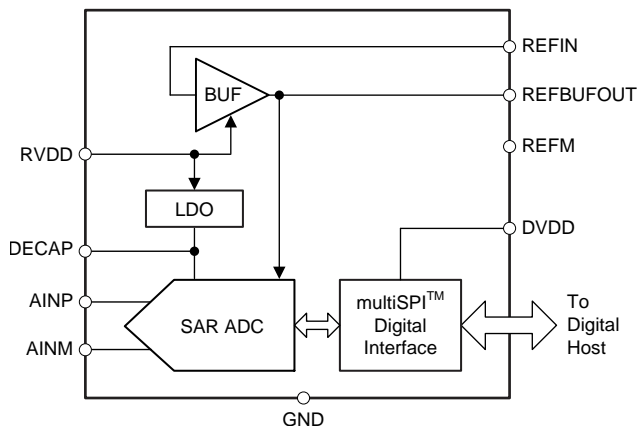 REFIN
BUF
REFBUFOUT
RVDD
REFM
LDO
DVDD
DECAP
AINP
SAR ADC
multiSPI™
Digital
Interface
To
Digital
Host
AINM
GND